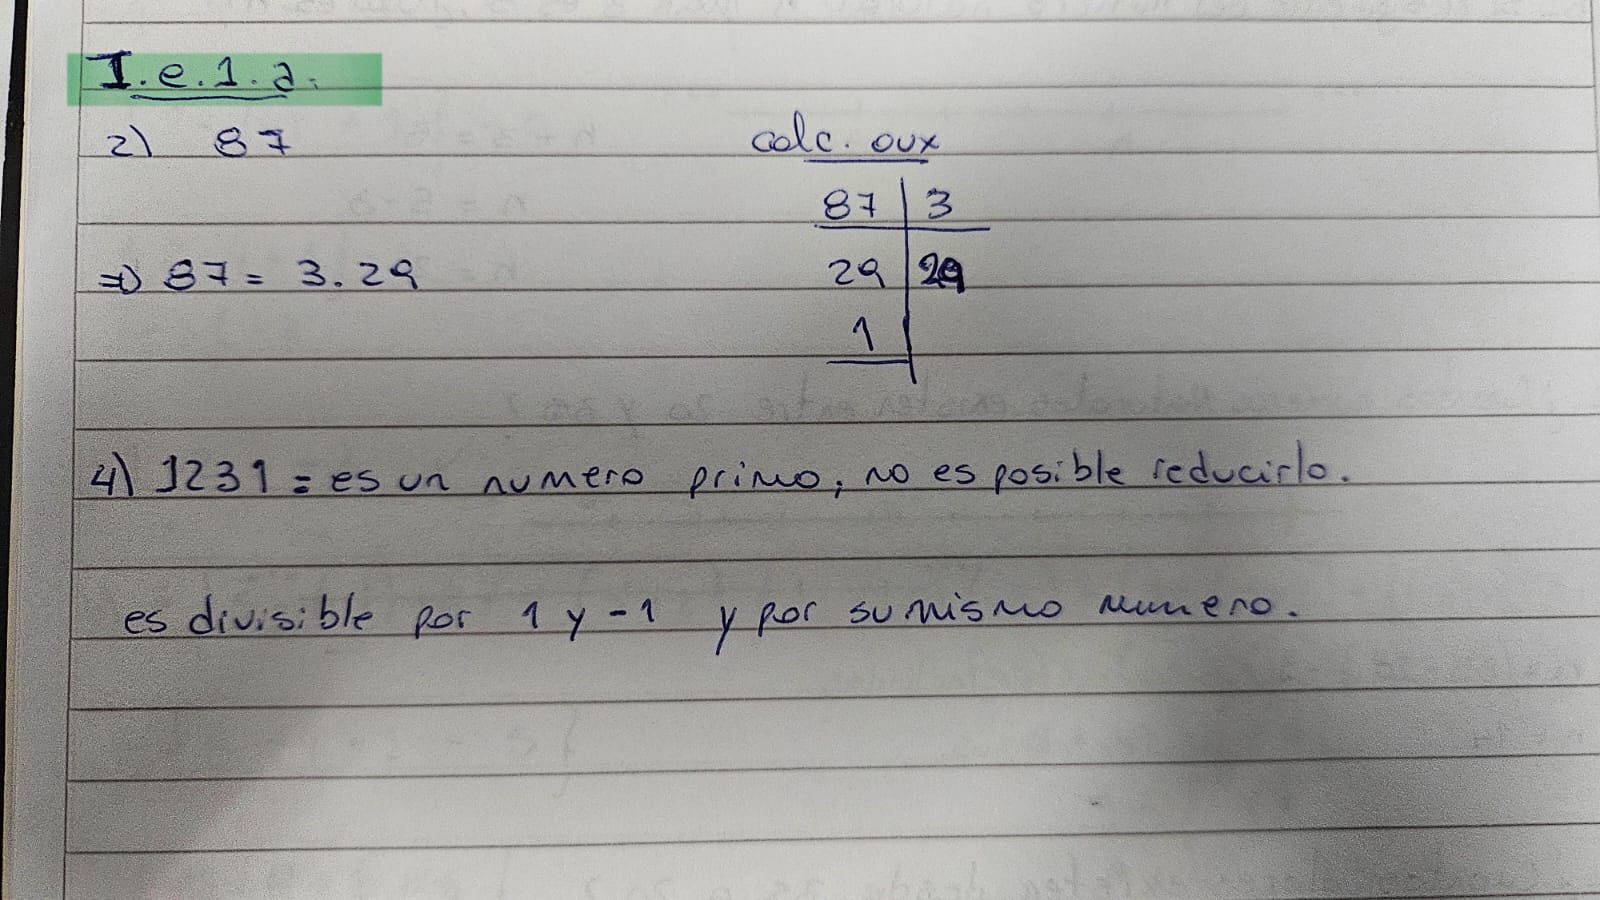 I.e.1.a.
2) 87
calc. aux
87 | 3
29 | 29
1
⇒ 87 = 3.29
4) 1231 = es un numero primo, no es posible reducirlo.
es divisible por 1 y -1 y por su mismo numero.